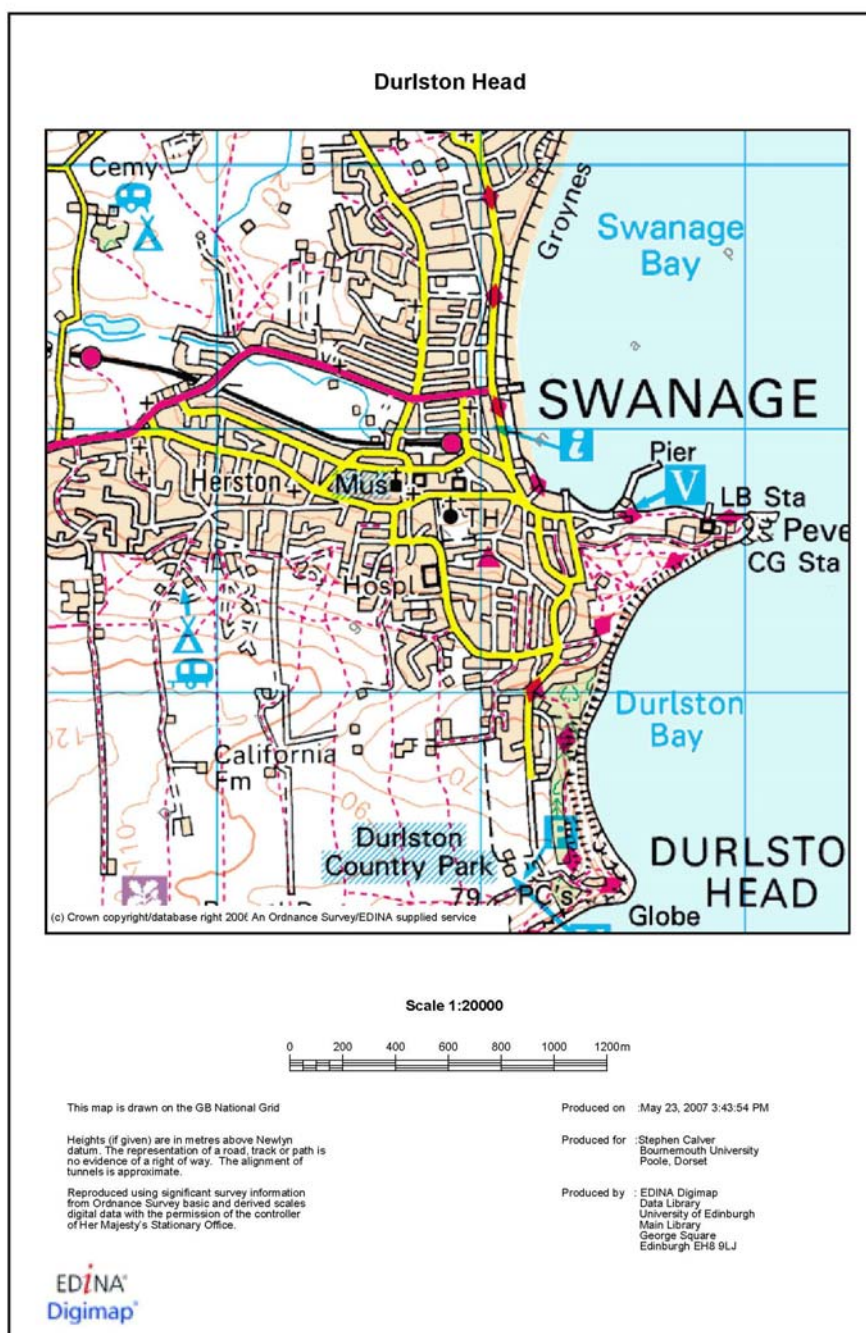 Durlston Head
Cemy
Groynes
Swanage
Bay
SWANAGE
i
Pier
V
LB Sta
Peve
CG Sta
Herston
Mus
TH
Hospl
Durlston
Bay
California
Fm
120
110
90
70
Durlston
Country Park
79
PC's
DURLSTO
HEAD
Globe
(c) Crown copyright/database right 2006 An Ordnance Survey/EDINA supplied service
Scale 1:20000
0 200 400 600 800 1000 1200m
This map is drawn on the GB National Grid
Heights (if given) are in metres above Newlyn
datum. The representation of a road, track or path is
no evidence of a right of way. The alignment of
tunnels is approximate.
Reproduced using significant survey information
from Ordnance Survey basic and derived scales
digital data with the permission of the controller
of Her Majesty's Stationary Office.
Produced on :May 23, 2007 3:43:54 PM
Produced for :Stephen Calver
Bournemouth University
Poole, Dorset
Produced by : EDINA Digimap
Data Library
University of Edinburgh
Main Library
George Square
Edinburgh EH8 9LJ
EDINA
Digimap